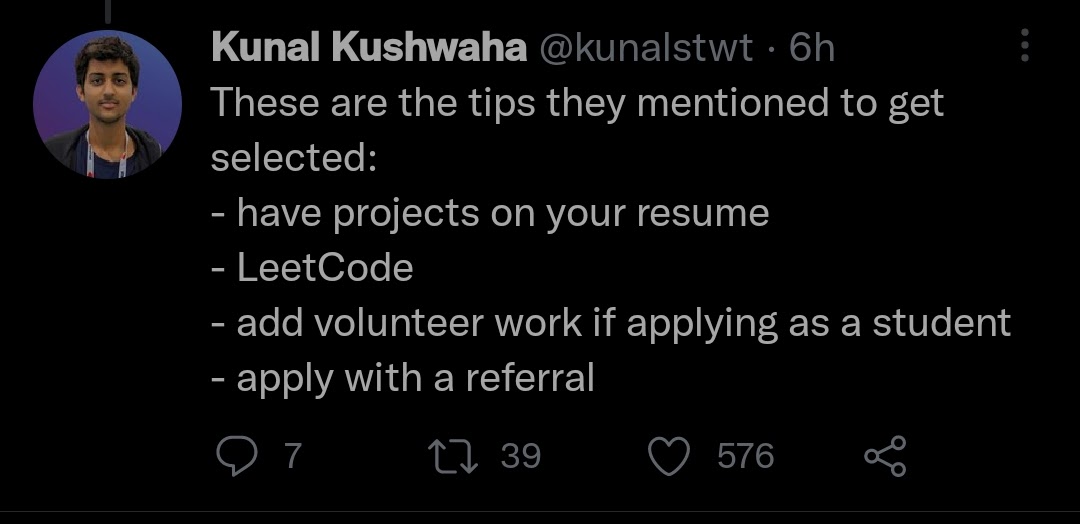 Kunal Kushwaha @kunalstwt · 6h
These are the tips they mentioned to get
selected:
- have projects on your resume
- LeetCode
- add volunteer work if applying as a student
- apply with a referral
7 39 576